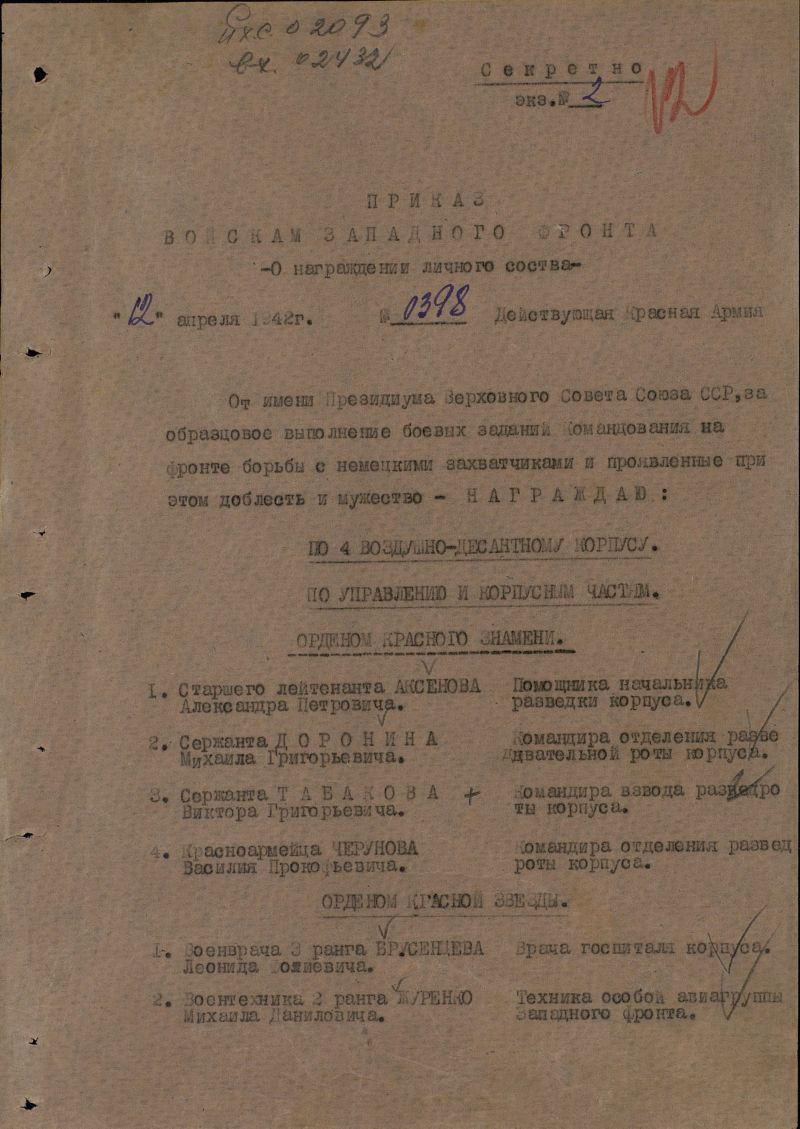 исх 02093
вх. 02432
Секретно
экз.№ 2
ПРИКАЗ
ВОЙСКАМ ЗАПАДНОГО ФРОНТА
-О награждении личного соства-
"12" апреля 1942г. № 0398 Действующая Красная Армия
От имени Президиума Верховного Совета Союза ССР, за
образцовое выполнение боевых заданий Командования на
фронте борьбы с немецкими захватчиками и проявленные при
этом доблесть и мужество - НАГРАЖДАЮ:
ПО 4 ВОЗДУШНО-ДЕСАНТНОМУ КОРПУСУ.
ПО УПРАВЛЕНИЮ И КОРПУСНЫМ ЧАСТЯМ.
ОРДЕНОМ КРАСНОГО ЗНАМЕНИ.
1. Старшего лейтенанта АКСЕНОВА Помощника начальника
Александра Петровича. разведки корпуса.
2. Сержанта ДОРОНИНА Командира отделения разве
Михаила Григорьевича. дивательной роты корпуса.
3. Сержанта ТАБАКОВА + Командира взвода разведро
Виктора Григорьевича. ты корпуса.
4. Красноармейца ЧЕРУНОВА Командира отделения развед
Василия Прокофьевича. роты корпуса.
ОРДЕНОМ КРАСНОЙ ЗВЕЗДЫ.
1. Военврача 3 ранга БРУСЕНЦЕВА Врача госпиталя корпуса.
Леонида
2. Воентехника 2 ранга ЖУРЕНКО Техника особой авиагруппы
Михаила Даниловича. Западного фронта.